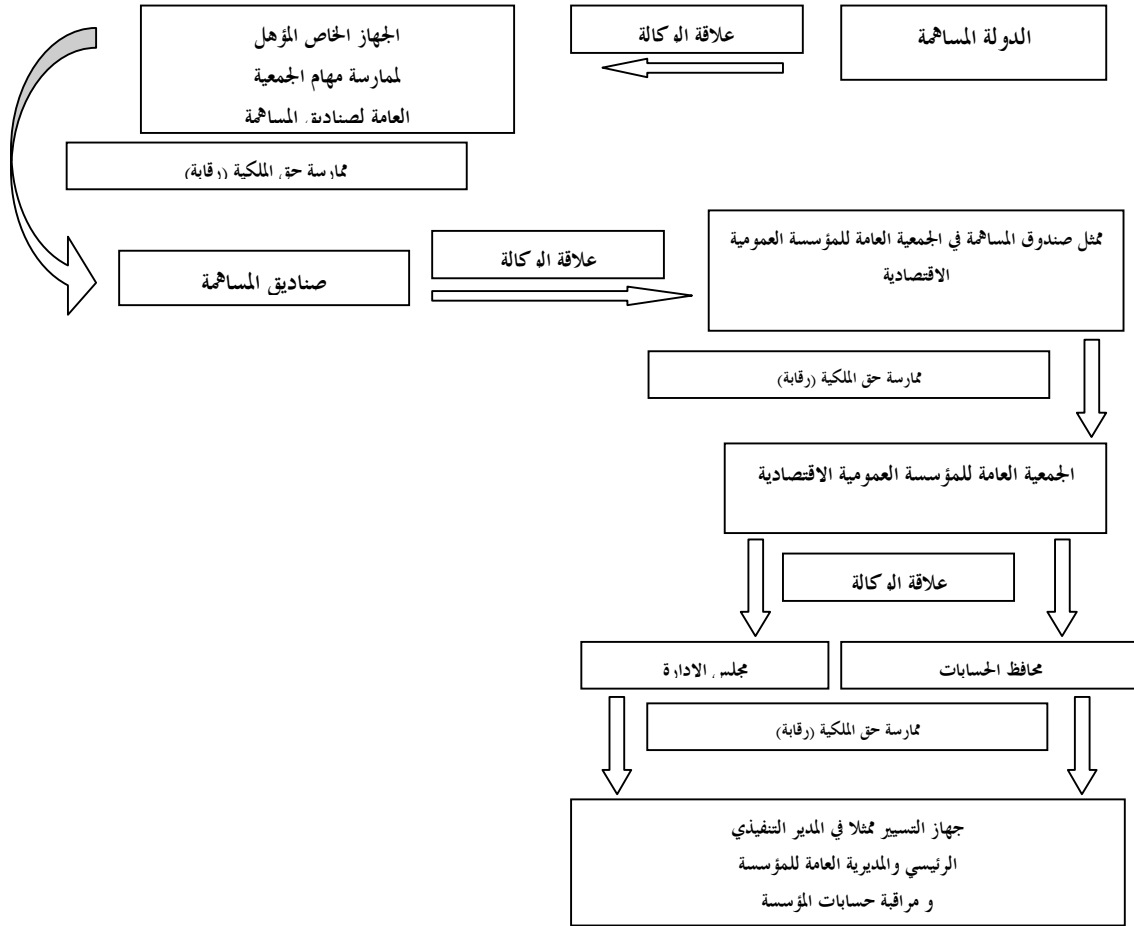 الدولة المساهمة
علاقة الوكالة
الجهاز الخاص المؤهل
لممارسة مهام الجمعية
العامة لصناديق المساهمة
ممارسة حق الملكية (رقابة)
صناديق المساهمة
علاقة الوكالة
ممثل صندوق المساهمة في الجمعية العامة للمؤسسة العمومية
الاقتصادية
ممارسة حق الملكية (رقابة)
الجمعية العامة للمؤسسة العمومية الاقتصادية
علاقة الوكالة
محافظ الحسابات
مجلس الادارة
ممارسة حق الملكية (رقابة)
جهاز التسيير ممثلا في المدير التنفيذي
الرئيسي والمديرية العامة للمؤسسة
و مراقبة حسابات المؤسسة